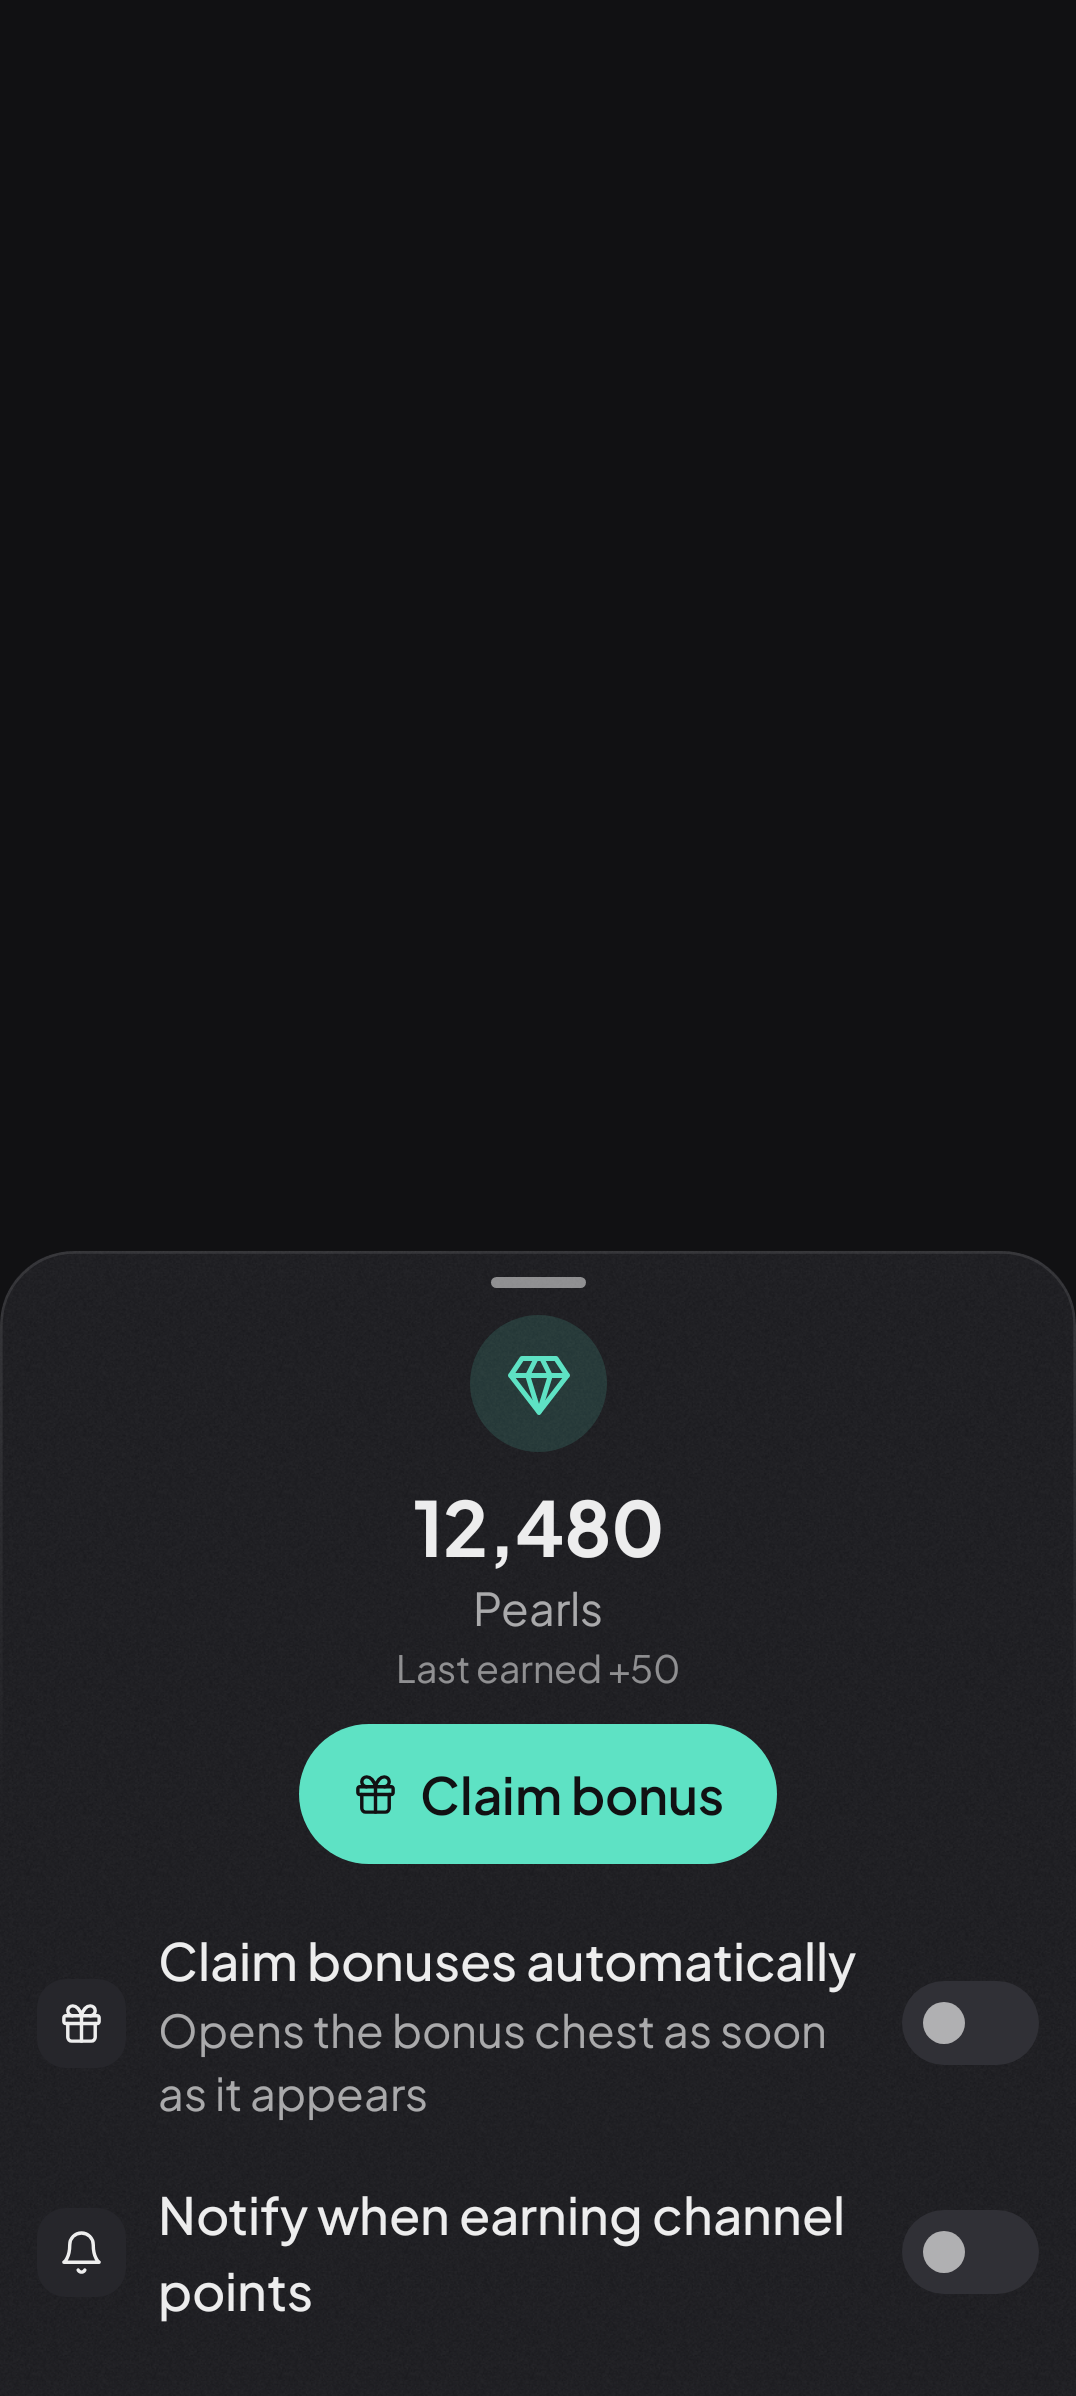 12,480
Pearls
Last earned +50
Claim bonus
Claim bonuses automatically
Opens the bonus chest as soon
as it appears
Notify when earning channel
points